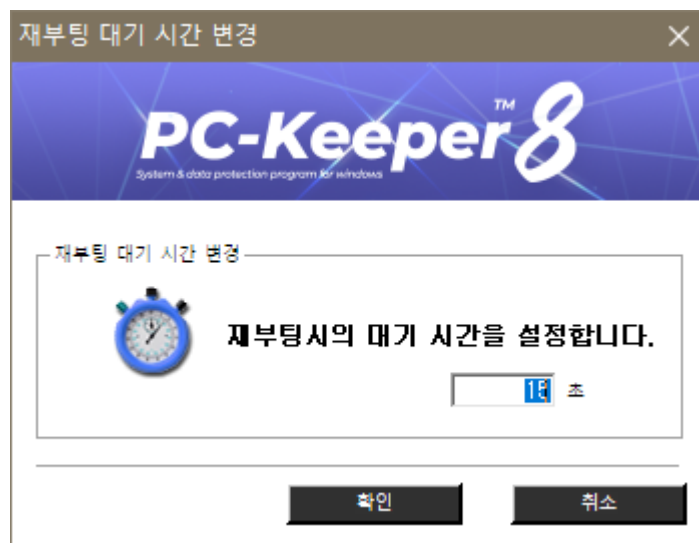 재부팅 대기 시간 변경
PC-Keeper™ 8
System & data protection program for windows
재부팅 대기 시간 변경
재부팅시의 대기 시간을 설정합니다.
15 초
확인 취소